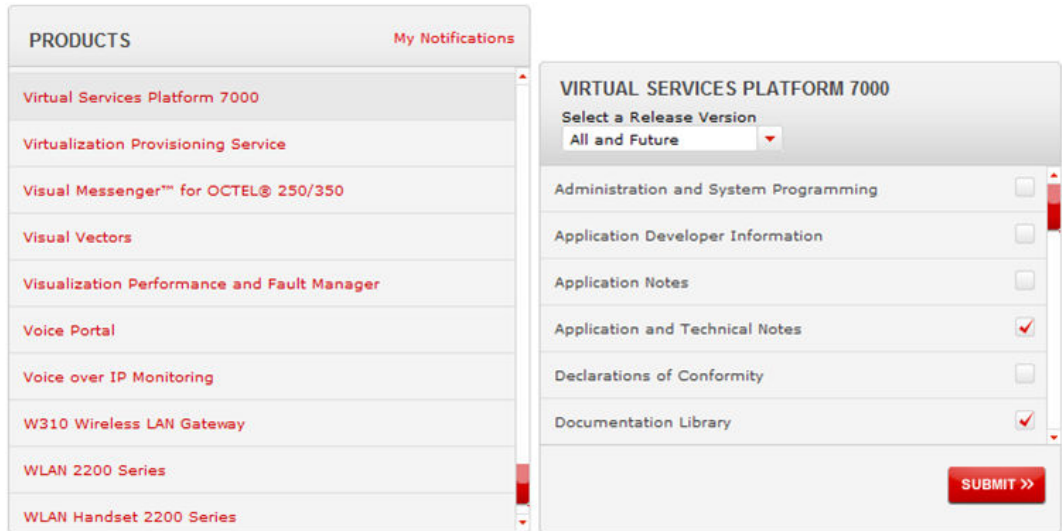 PRODUCTS
My Notifications
Virtual Services Platform 7000
Virtualization Provisioning Service
Visual Messenger™ for OCTEL® 250/350
Visual Vectors
Visualization Performance and Fault Manager
Voice Portal
Voice over IP Monitoring
W310 Wireless LAN Gateway
WLAN 2200 Series
WLAN Handset 2200 Series
VIRTUAL SERVICES PLATFORM 7000
Select a Release Version
All and Future
Administration and System Programming
Application Developer Information
Application Notes
Application and Technical Notes
Declarations of Conformity
Documentation Library
SUBMIT >>